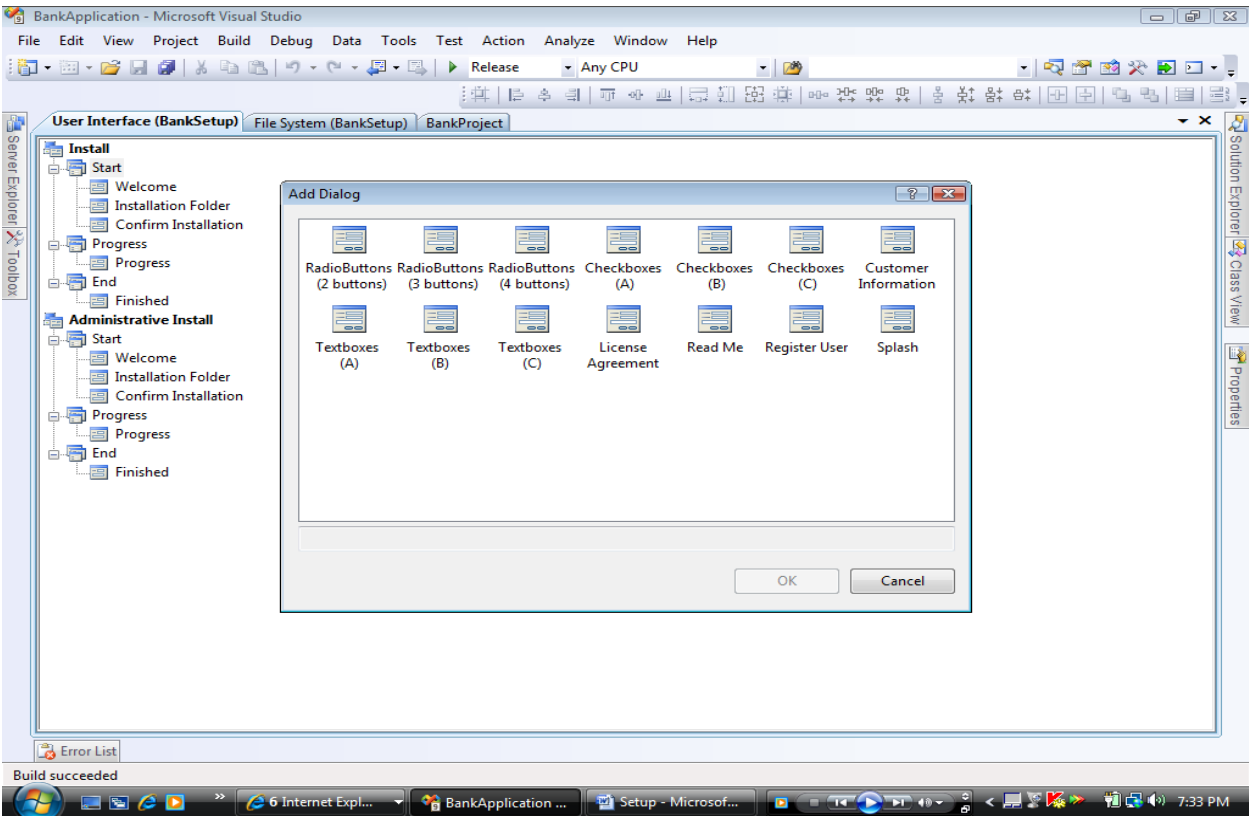 BankApplication - Microsoft Visual Studio
File Edit View Project Build Debug Data Tools Test Action Analyze Window Help
Release Any CPU
User Interface (BankSetup) File System (BankSetup) BankProject
Server Explorer
Toolbox
Install
Start
Welcome
Installation Folder
Confirm Installation
Progress
Progress
End
Finished
Administrative Install
Start
Welcome
Installation Folder
Confirm Installation
Progress
Progress
End
Finished
Add Dialog
RadioButtons RadioButtons RadioButtons Checkboxes Checkboxes Checkboxes Customer
(2 buttons) (3 buttons) (4 buttons) (A) (B) (C) Information
Textboxes Textboxes Textboxes License Read Me Register User Splash
(A) (B) (C) Agreement
OK Cancel
Solution Explorer
Class View
Properties
Error List
Build succeeded
6 Internet Expl... BankApplication ... Setup - Microsof... 7:33 PM